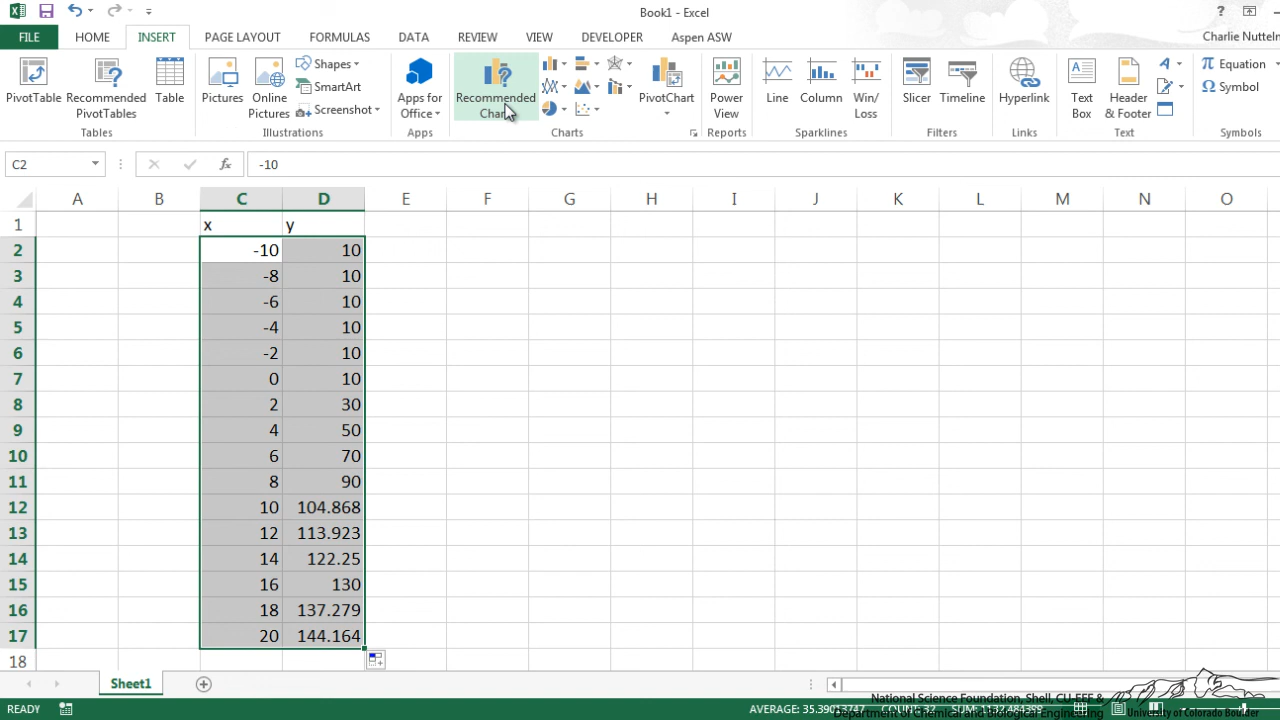 Book1 - Excel
?
FILE HOME INSERT PAGE LAYOUT FORMULAS DATA REVIEW VIEW DEVELOPER Aspen ASW
PivotTable
Recommended
PivotTables
Table
Tables
Pictures
Online
Pictures
Shapes
SmartArt
Screenshot
Illustrations
Apps for
Office
Apps
Recommended
Charts
PivotChart
Power
View
Reports
Line
Column
Win/
Loss
Sparklines
Slicer
Timeline
Filters
Hyperlink
Links
Text
Box
Header
& Footer
Text
Equation
Symbol
Symbols
C2 fx -10
A B C D E F G H I J K L M N O
1 x y
2 -10 10
3 -8 10
4 -6 10
5 -4 10
6 -2 10
7 0 10
8 2 30
9 4 50
10 6 70
11 8 90
12 10 104.868
13 12 113.923
14 14 122.25
15 16 130
16 18 137.279
17 20 144.164
18
Sheet1
National Science Foundation, Shell, CU-EEF &
READY
Department of Chemical and Biological Engineering
University of Colorado Boulder